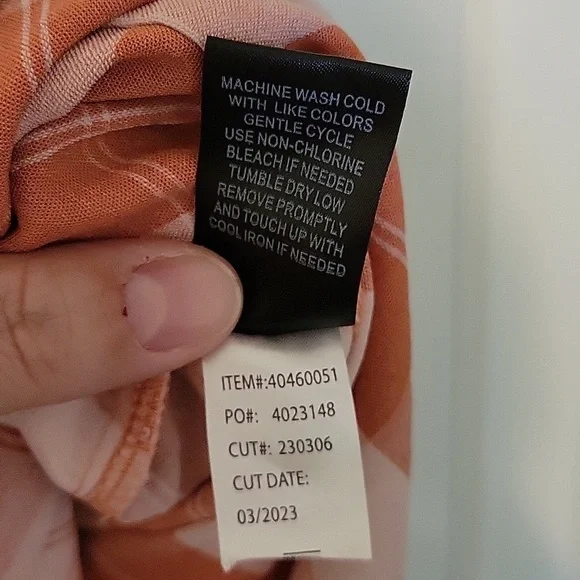 MACHINE WASH COLD
WITH LIKE COLORS
GENTLE CYCLE
USE NON-CHLORINE
BLEACH IF NEEDED
TUMBLE DRY LOW
REMOVE PROMPTLY
AND TOUCH UP WITH
COOL IRON IF NEEDED
ITEM#:40460051
PO#: 4023148
CUT#: 230306
CUT DATE:
03/2023